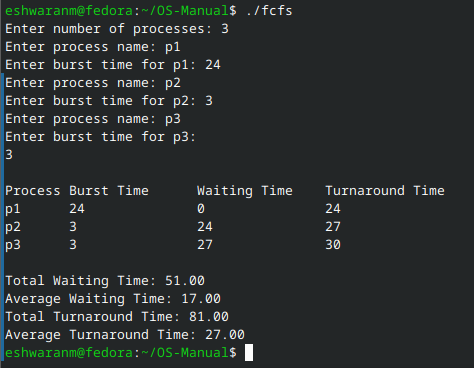 eshwaranm@fedora:~/OS-Manual$ ./fcfs
Enter number of processes: 3
Enter process name: p1
Enter burst time for p1: 24
Enter process name: p2
Enter burst time for p2: 3
Enter process name: p3
Enter burst time for p3:
3
Process Burst Time Waiting Time Turnaround Time
p1 24 0 24
p2 3 24 27
p3 3 27 30
Total Waiting Time: 51.00
Average Waiting Time: 17.00
Total Turnaround Time: 81.00
Average Turnaround Time: 27.00
eshwaranm@fedora:~/OS-Manual$